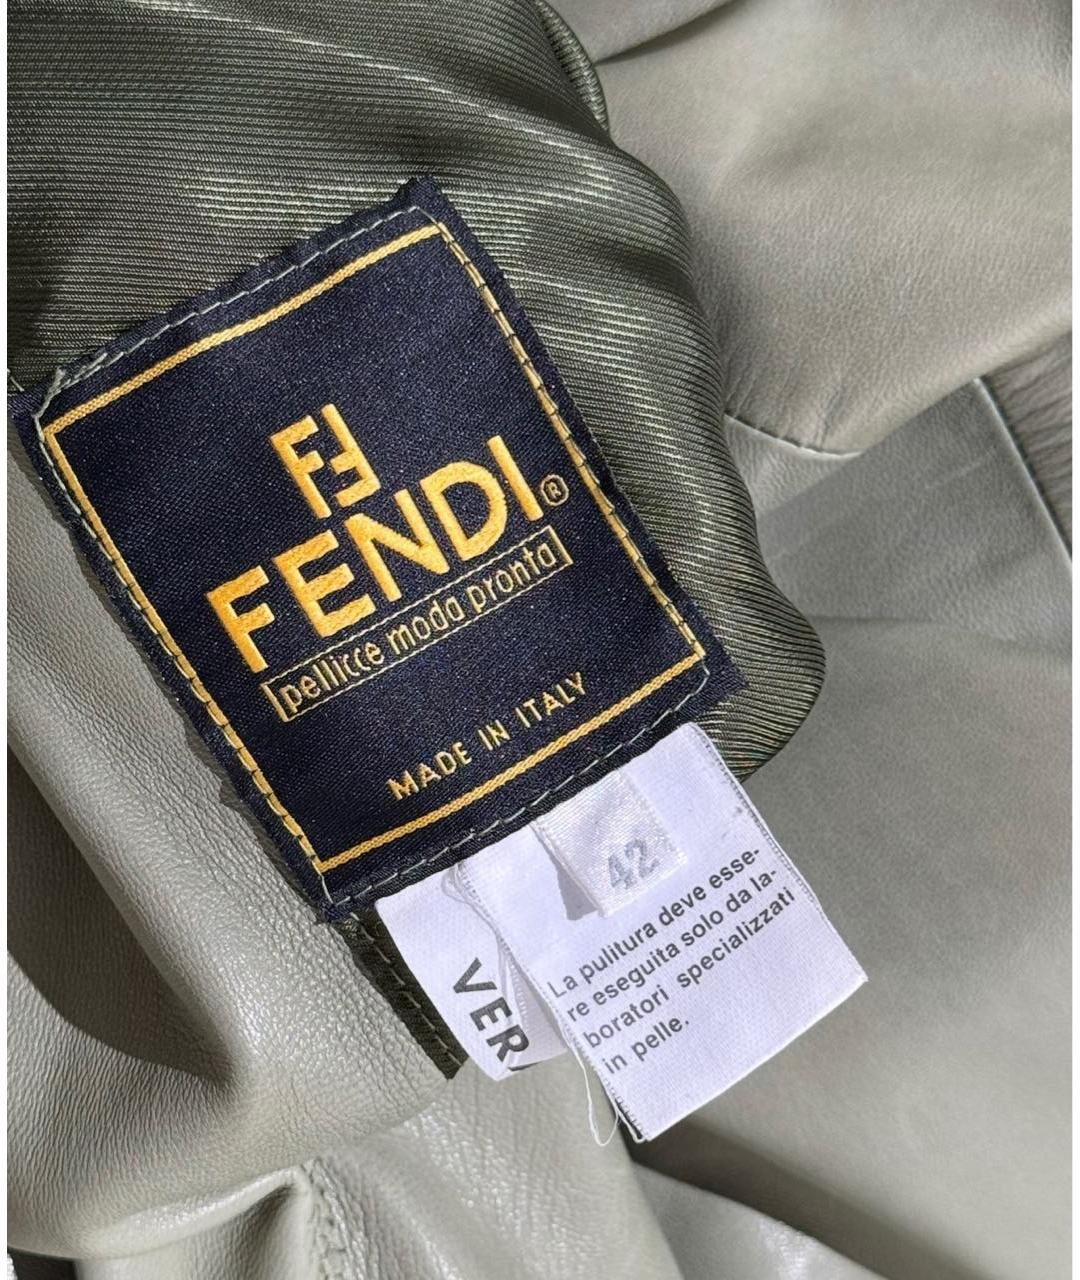 FF
FENDI®
pellicce moda pronta
MADE IN ITALY
42
La pulitura deve esse-
re eseguita solo da la-
boratori specializzati
in pelle.
VER